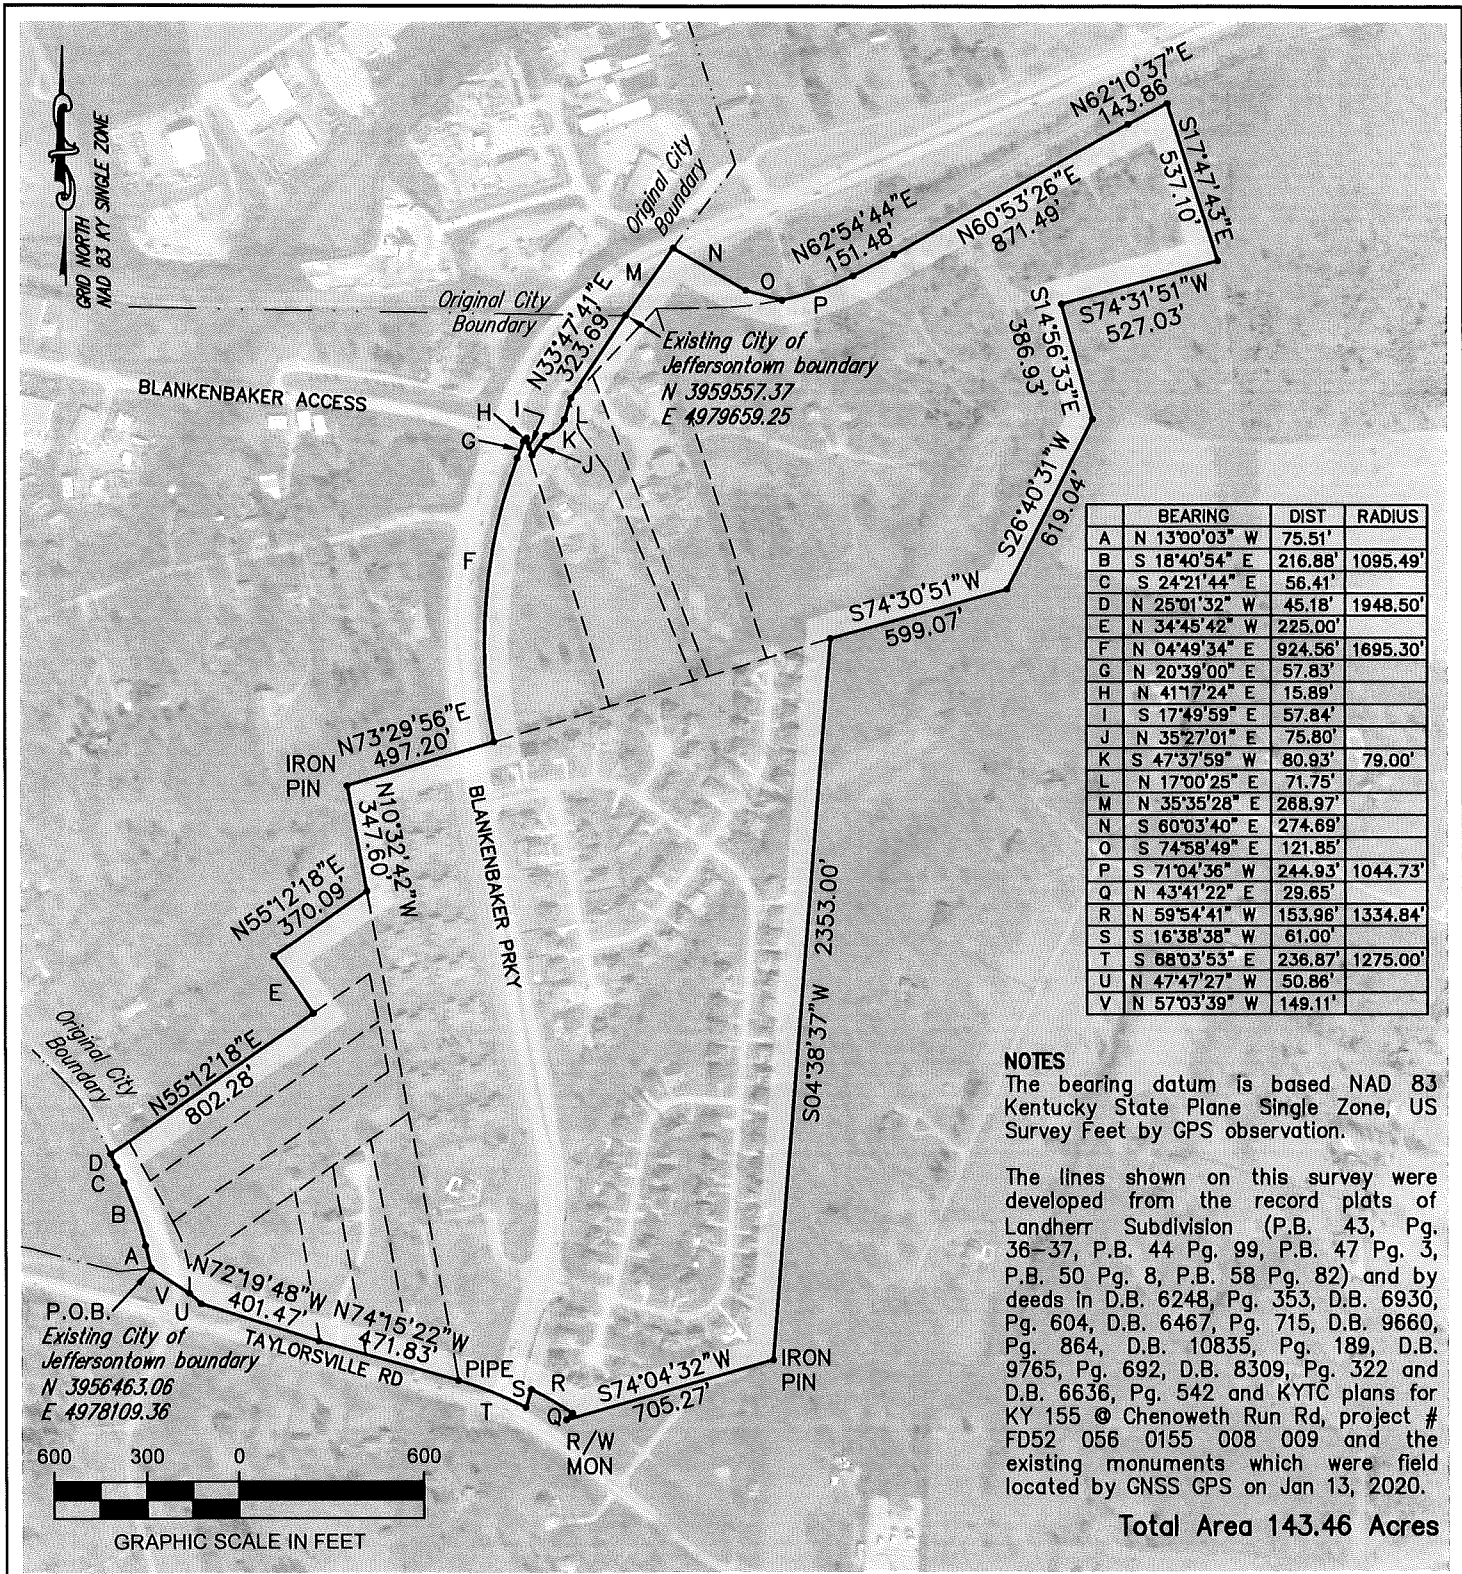 GRID NORTH
NAD 83 KY SINGLE ZONE
N62°10'37"E
143.86
S17°47'43"E
537.10'
N60°53'26"E
871.49'
N62°54'44"E
151.48'
Original City
Boundary
N
O
P
M
S74°31'51"W
527.03'
S14°56'33"E
386.93'
Original City
Boundary
N33°47'41"E
323.69'
Existing City of
Jeffersontown boundary
N 3959557.37
E 4979659.25
BLANKENBAKER ACCESS
H
I
G
L
K
J
F
S26°40'31"W
619.04'
S74°30'51"W
599.07'
BEARING DIST RADIUS
A N 13°00'03" W 75.51'
B S 18°40'54" E 216.88' 1095.49'
C S 24°21'44" E 56.41'
D N 25°01'32" W 45.18' 1948.50'
E N 34°45'42" W 225.00'
F N 04°49'34" E 924.56' 1695.30'
G N 20°39'00" E 57.83'
H N 41°17'24" E 15.89'
I S 17°49'59" E 57.84'
J N 35°27'01" E 75.80'
K S 47°37'59" W 80.93' 79.00'
L N 17°00'25" E 71.75'
M N 35°35'28" E 268.97'
N S 60°03'40" E 274.69'
O S 74°58'49" E 121.85'
P S 71°04'36" W 244.93' 1044.73'
Q N 43°41'22" E 29.65'
R N 59°54'41" W 153.96' 1334.84'
S S 16°38'38" W 61.00'
T S 68°03'53" E 236.87' 1275.00'
U N 47°47'27" W 50.86'
V N 57°03'39" W 149.11'
N73°29'56"E
497.20'
IRON
PIN
N10°32'42"W
347.60'
BLANKENBAKER PRKY
N55°12'18"E
370.09'
E
S04°38'37"W 2353.00'
Original City
Boundary
N55°12'18"E
802.28'
D
C
B
A
V
U
P.O.B.
Existing City of
Jeffersontown boundary
N 3956463.06
E 4978109.36
N72°19'48"W
401.47'
N74°15'22"W
471.83'
TAYLORSVILLE RD
PIPE
S
R
T
Q
R/W
MON
S74°04'32"W
705.27'
IRON
PIN
NOTES
The bearing datum is based NAD 83
Kentucky State Plane Single Zone, US
Survey Feet by GPS observation.
The lines shown on this survey were
developed from the record plats of
Landherr Subdivision (P.B. 43, Pg.
36-37, P.B. 44 Pg. 99, P.B. 47 Pg. 3,
P.B. 50 Pg. 8, P.B. 58 Pg. 82) and by
deeds in D.B. 6248, Pg. 353, D.B. 6930,
Pg. 604, D.B. 6467, Pg. 715, D.B. 9660,
Pg. 864, D.B. 10835, Pg. 189, D.B.
9765, Pg. 692, D.B. 8309, Pg. 322 and
D.B. 6636, Pg. 542 and KYTC plans for
KY 155 @ Chenoweth Run Rd, project #
FD52 056 0155 008 009 and the
existing monuments which were field
located by GNSS GPS on Jan 13, 2020.
Total Area 143.46 Acres
600 300 0 600
GRAPHIC SCALE IN FEET